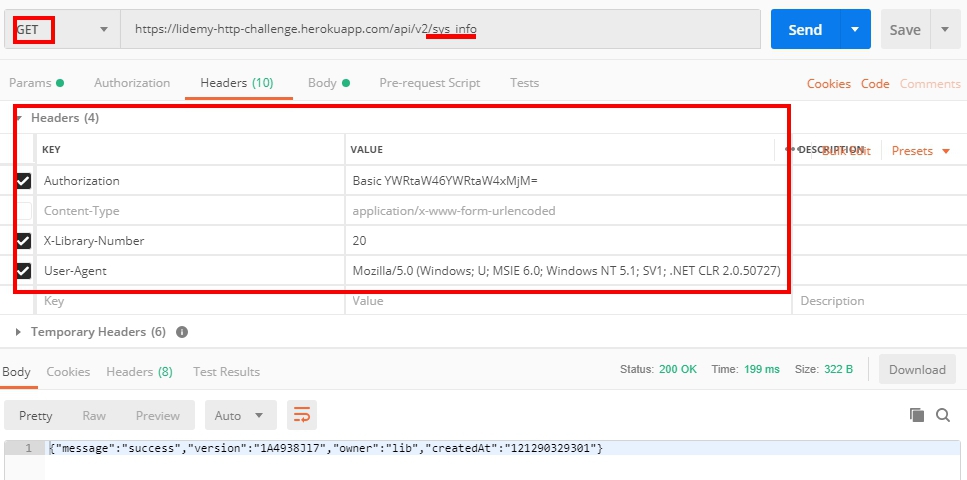 GET https://lidemy-http-challenge.herokuapp.com/api/v2/sys_info Send Save
Params Authorization Headers (10) Body Pre-request Script Tests Cookies Code Comments
Headers (4)
KEY VALUE DESCRIPTION Bulk Edit Presets
Authorization Basic YWRtaW46YWRtaW4xMjM=
Content-Type application/x-www-form-urlencoded
X-Library-Number 20
User-Agent Mozilla/5.0 (Windows; U; MSIE 6.0; Windows NT 5.1; SV1; .NET CLR 2.0.50727)
Key Value Description
Temporary Headers (6)
Body Cookies Headers (8) Test Results Status: 200 OK Time: 199 ms Size: 322 B Download
Pretty Raw Preview Auto
1 {"message":"success","version":"1A4938Jl7","owner":"lib","createdAt":"121290329301"}